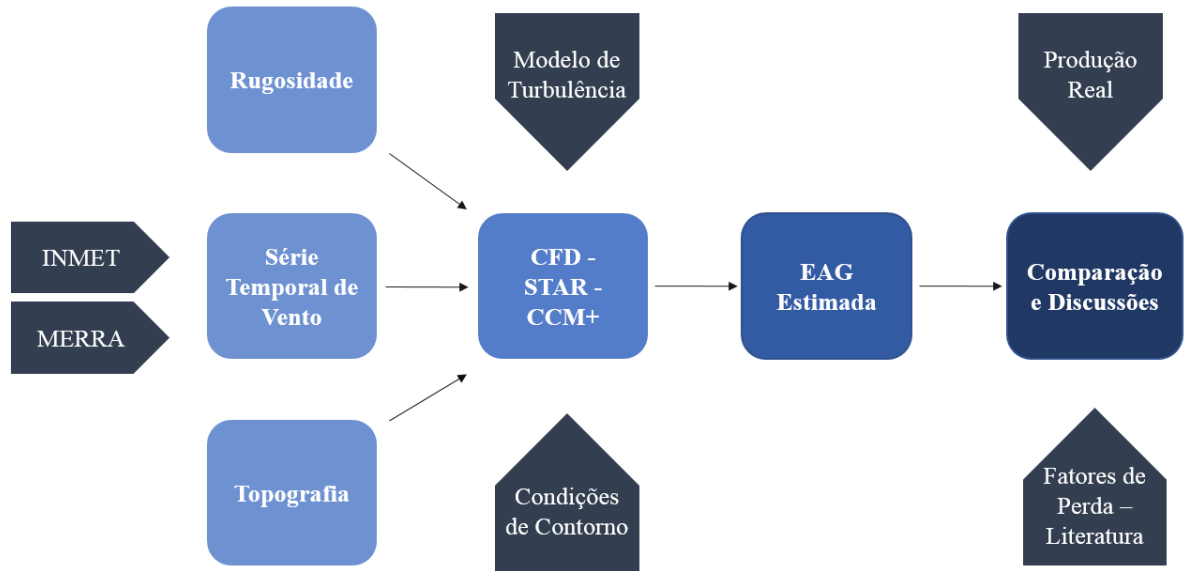 Rugosidade
Modelo de
Turbulência
Produção
Real
INMET
MERRA
Série
Temporal de
Vento
CFD -
STAR -
CCM+
EAG
Estimada
Comparação
e Discussões
Topografia
Condições
de Contorno
Fatores de
Perda –
Literatura